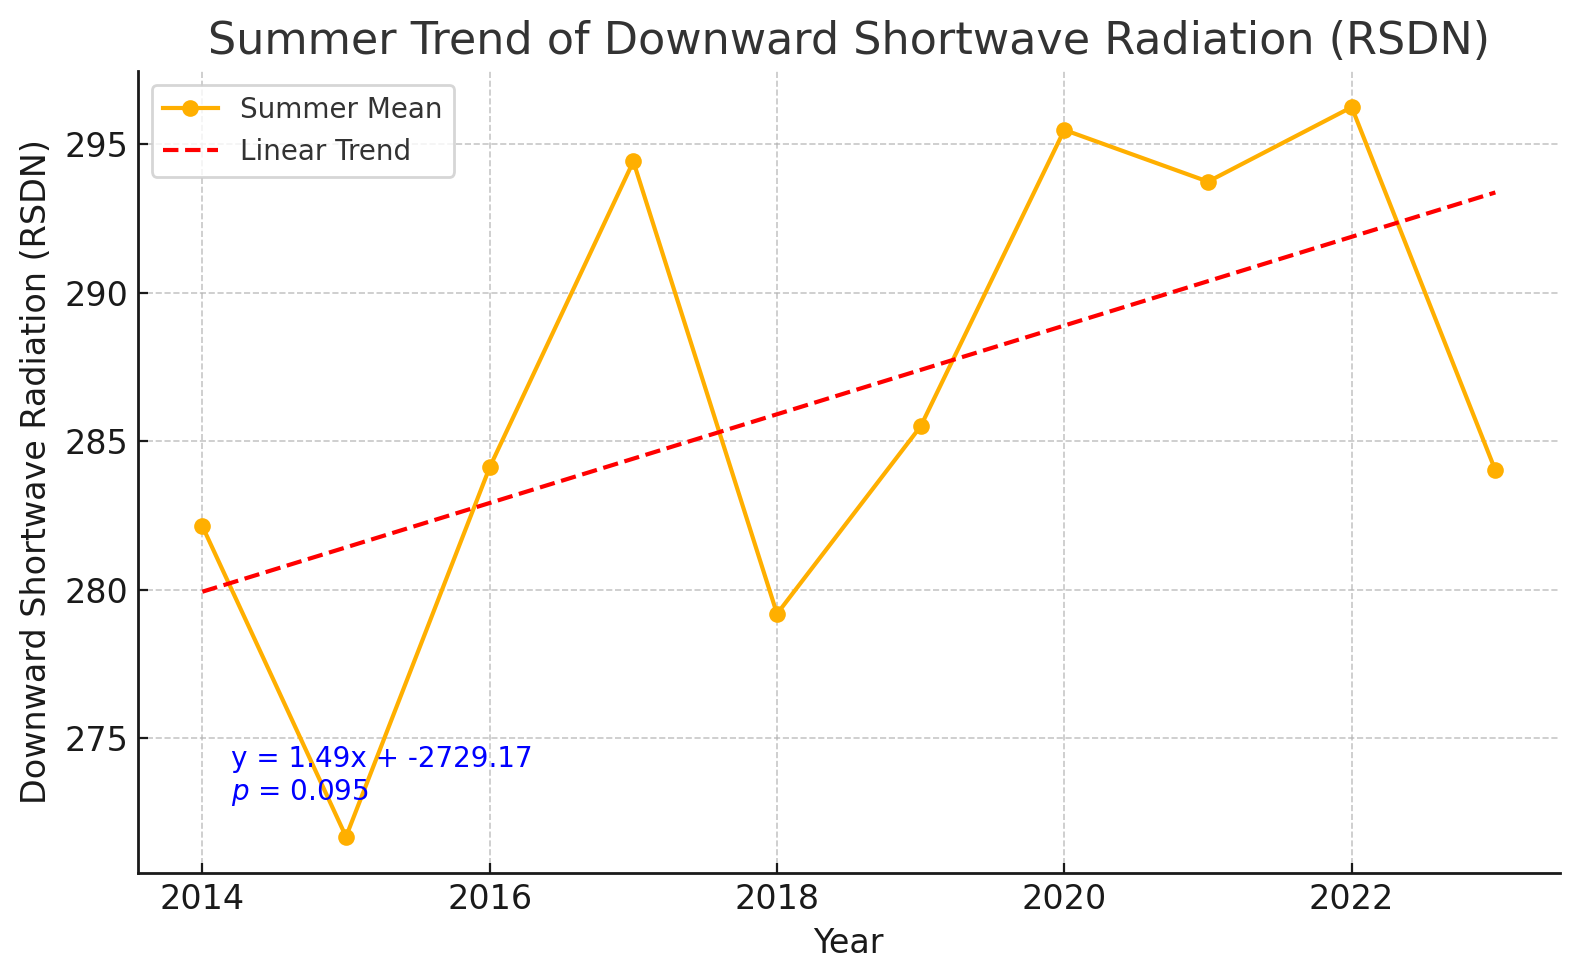 Summer Trend of Downward Shortwave Radiation (RSDN)
Summer Mean
Linear Trend
Downward Shortwave Radiation (RSDN)
295
290
285
280
275
y = 1.49x + -2729.17
p = 0.095
2014 2016 2018 2020 2022
Year